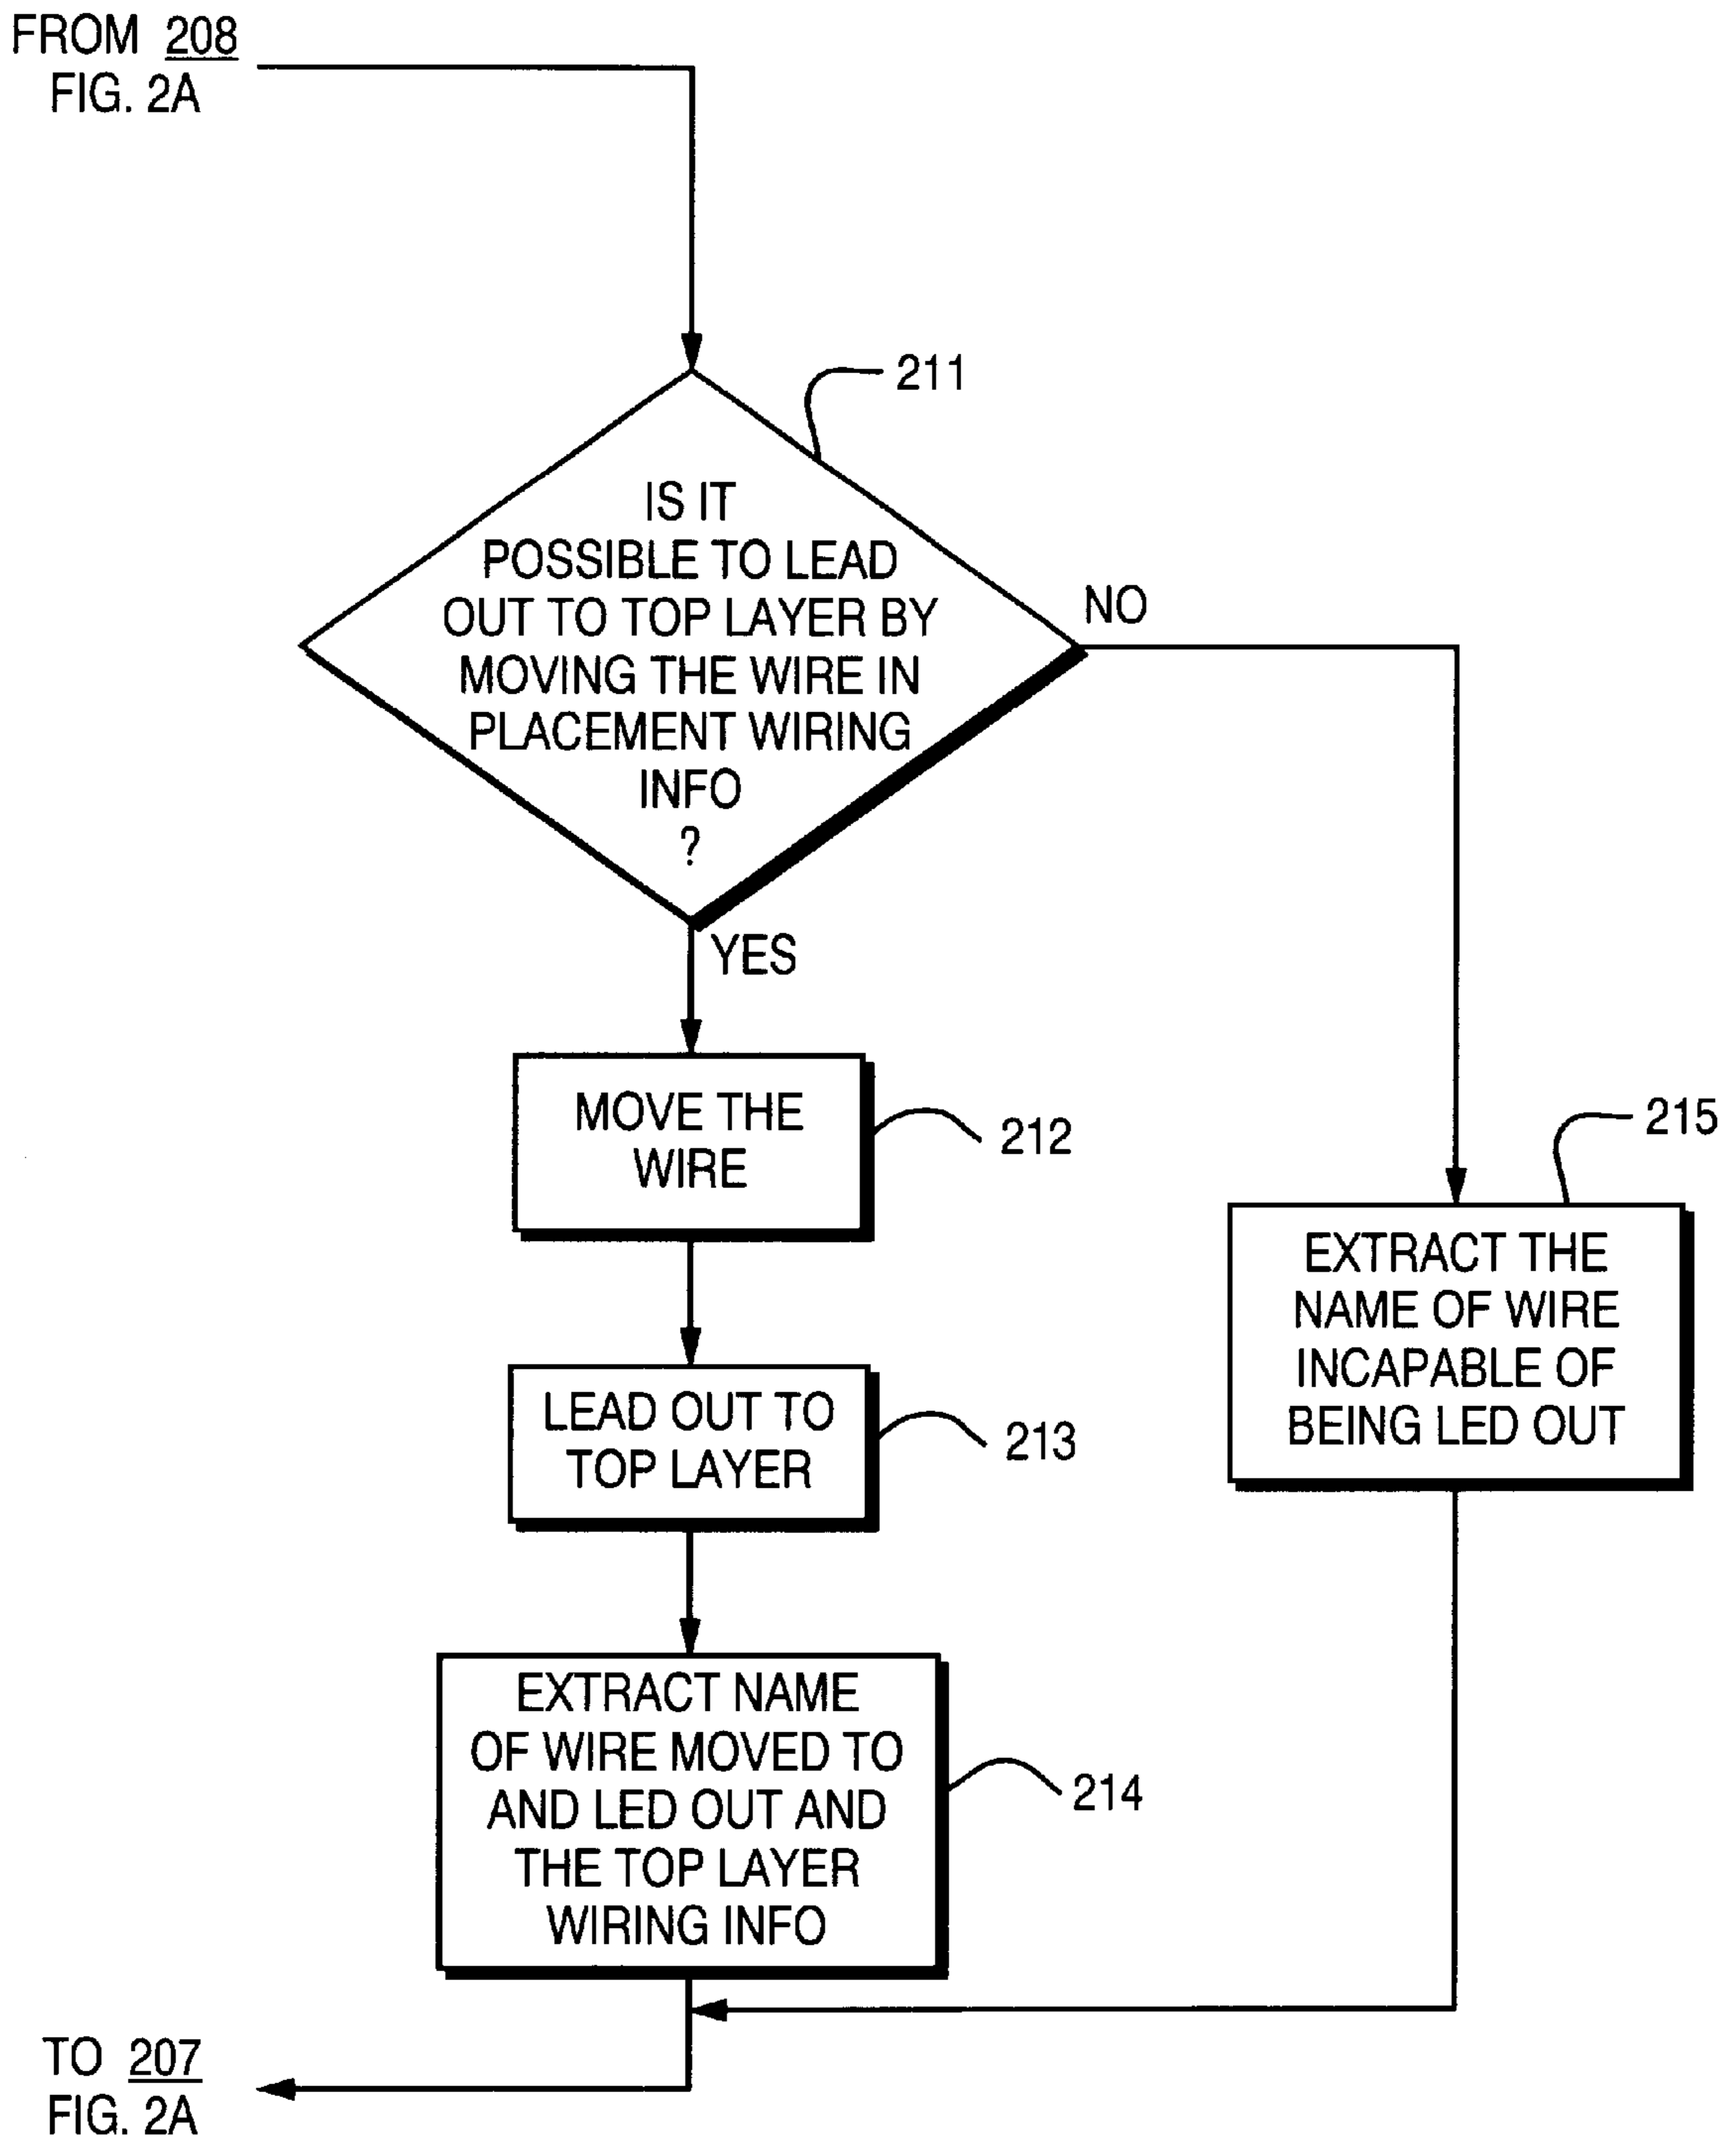 FROM 208
FIG. 2A
211
IS IT
POSSIBLE TO LEAD
OUT TO TOP LAYER BY
MOVING THE WIRE IN
PLACEMENT WIRING
INFO
?
NO
YES
MOVE THE
WIRE
212
215
EXTRACT THE
NAME OF WIRE
INCAPABLE OF
BEING LED OUT
LEAD OUT TO
TOP LAYER
213
EXTRACT NAME
OF WIRE MOVED TO
AND LED OUT AND
THE TOP LAYER
WIRING INFO
214
TO 207
FIG. 2A